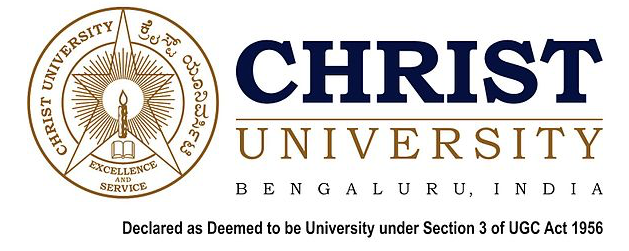 CHRIST UNIVERSITY
ಕ್ರೈಸ್ಟ್ ಯೂನಿವರ್ಸಿಟಿ
EXCELLENCE
AND
SERVICE
CHRIST
UNIVERSITY
BENGALURU, INDIA
Declared as Deemed to be University under Section 3 of UGC Act 1956